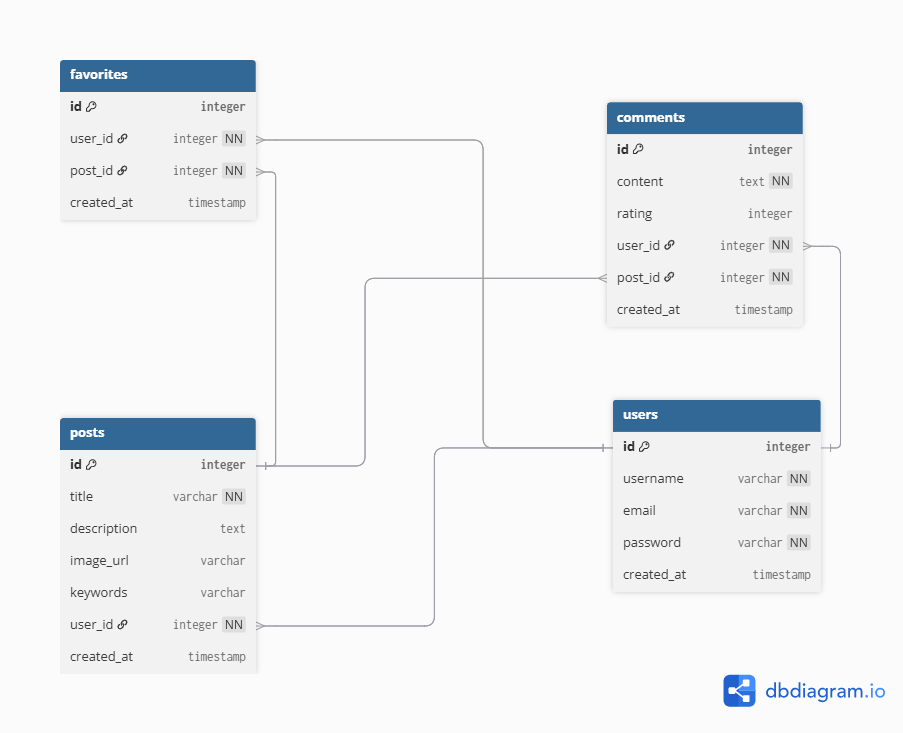 favorites
id integer
user_id integer NN
post_id integer NN
created_at timestamp
comments
id integer
content text NN
rating integer
user_id integer NN
post_id integer NN
created_at timestamp
posts
id integer
title varchar NN
description text
image_url varchar
keywords varchar
user_id integer NN
created_at timestamp
users
id integer
username varchar NN
email varchar NN
password varchar NN
created_at timestamp
dbdiagram.io